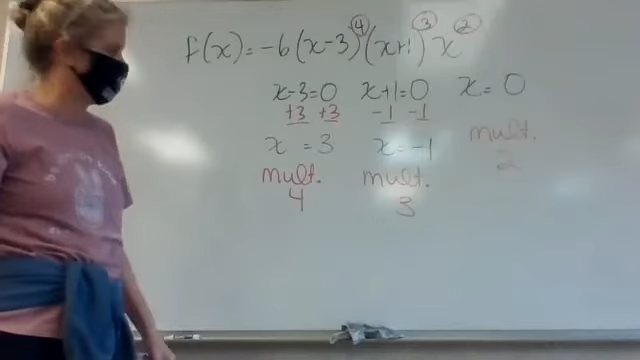 f(x) = -6(x-3)⁴(x+1)³x²
x-3=0 x+1=0 x=0
+3 +3 -1 -1
x = 3 x = -1 mult. 2
mult. 4 mult. 3